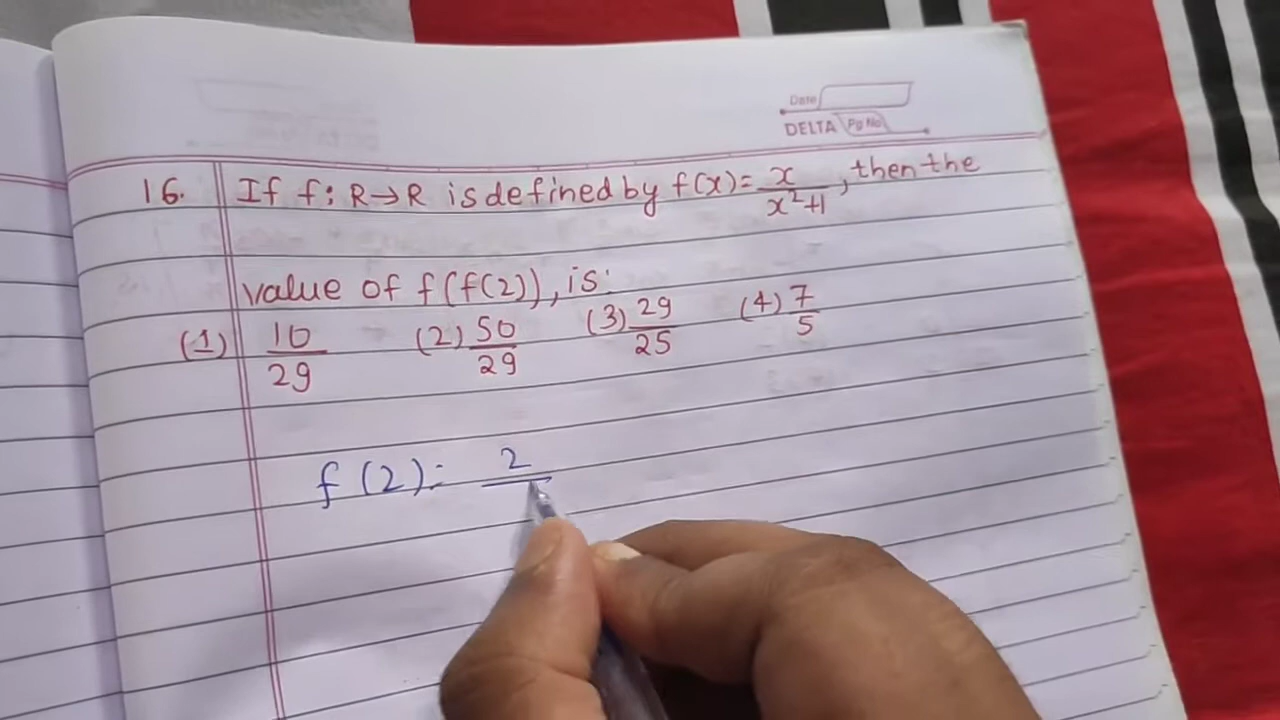 Date
DELTA Pg No
16. If f: R→R is defined by f(x)= x/x²+1, then the
value of f(f(2)), is:
(1) 10/29 (2) 50/29 (3) 29/25 (4) 7/5
f(2)= 2